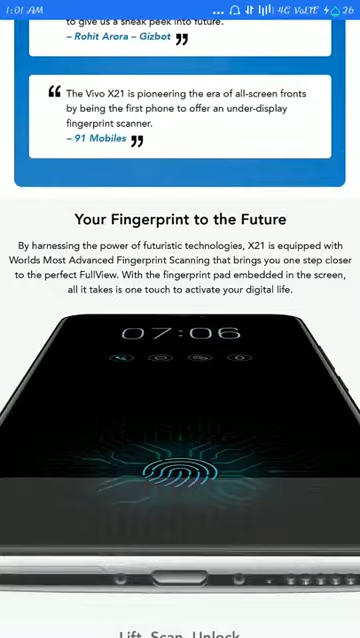 1:01 AM ... 4G VoLTE 26
to give us a sneak peek into future.
– Rohit Arora – Gizbot ”
“ The Vivo X21 is pioneering the era of all-screen fronts
by being the first phone to offer an under-display
fingerprint scanner.
– 91 Mobiles ”
Your Fingerprint to the Future
By harnessing the power of futuristic technologies, X21 is equipped with
Worlds Most Advanced Fingerprint Scanning that brings you one step closer
to the perfect FullView. With the fingerprint pad embedded in the screen,
all it takes is one touch to activate your digital life.
07:06
Lift, Scan, Unlock